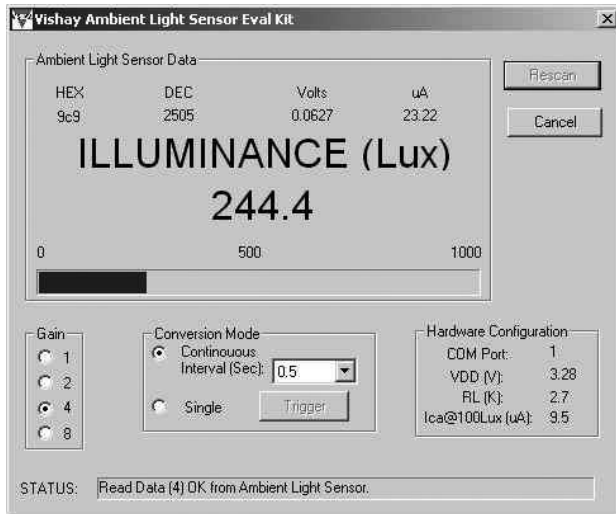 Vishay Ambient Light Sensor Eval Kit
Ambient Light Sensor Data
HEX DEC Volts uA
9c9 2505 0.0627 23.22
ILLUMINANCE (Lux)
244.4
0 500 1000
Rescan
Cancel
Gain
1
2
4
8
Conversion Mode
Continouous
Interval (Sec): 0.5
Single Trigger
Hardware Configuration
COM Port: 1
VDD (V): 3.28
RL (K): 2.7
Ica@100Lux (uA): 9.5
STATUS: Read Data (4) OK from Ambient Light Sensor.